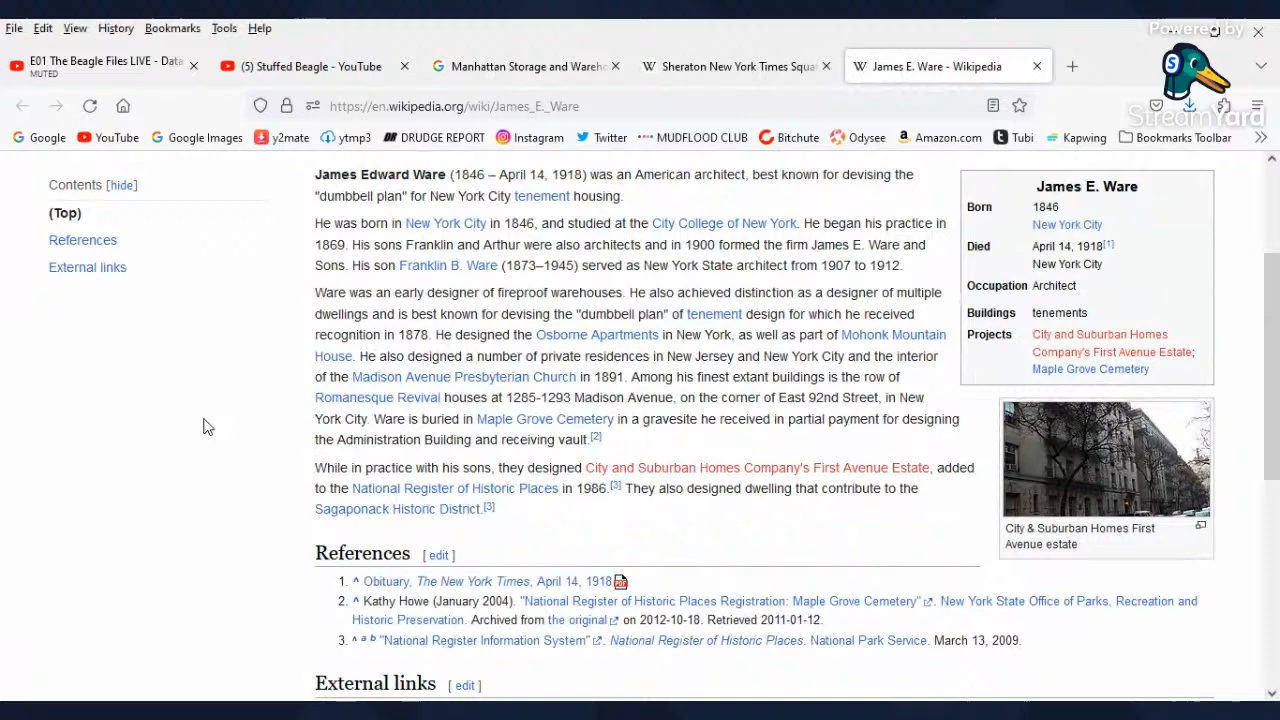 File Edit View History Bookmarks Tools Help
Powered by
E01 The Beagle Files LIVE - Data
MUTED
(5) Stuffed Beagle - YouTube
Manhattan Storage and Wareh
Sheraton New York Times Squa
James E. Ware - Wikipedia
https://en.wikipedia.org/wiki/James_E._Ware
StreamYard
Google YouTube Google Images y2mate ytmp3 DRUDGE REPORT Instagram Twitter MUDFLOOD CLUB Bitchute Odysee Amazon.com Tubi Kapwing Bookmarks Toolbar
Contents [hide]
(Top)
References
External links
James Edward Ware (1846 – April 14, 1918) was an American architect, best known for devising the
"dumbbell plan" for New York City tenement housing.
He was born in New York City in 1846, and studied at the City College of New York. He began his practice in
1869. His sons Franklin and Arthur were also architects and in 1900 formed the firm James E. Ware and
Sons. His son Franklin B. Ware (1873–1945) served as New York State architect from 1907 to 1912.
Ware was an early designer of fireproof warehouses. He also achieved distinction as a designer of multiple
dwellings and is best known for devising the "dumbbell plan" of tenement design for which he received
recognition in 1878. He designed the Osborne Apartments in New York, as well as part of Mohonk Mountain
House. He also designed a number of private residences in New Jersey and New York City and the interior
of the Madison Avenue Presbyterian Church in 1891. Among his finest extant buildings is the row of
Romanesque Revival houses at 1285-1293 Madison Avenue, on the corner of East 92nd Street, in New
York City. Ware is buried in Maple Grove Cemetery in a gravesite he received in partial payment for designing
the Administration Building and receiving vault.[2]
While in practice with his sons, they designed City and Suburban Homes Company's First Avenue Estate, added
to the National Register of Historic Places in 1986.[3] They also designed dwelling that contribute to the
Sagaponack Historic District.[3]
James E. Ware
Born 1846
New York City
Died April 14, 1918[1]
New York City
Occupation Architect
Buildings tenements
Projects City and Suburban Homes
Company's First Avenue Estate;
Maple Grove Cemetery
City & Suburban Homes First
Avenue estate
References [ edit ]
1. ^ Obituary, The New York Times, April 14, 1918 PDF
2. ^ Kathy Howe (January 2004). "National Register of Historic Places Registration: Maple Grove Cemetery". New York State Office of Parks, Recreation and
Historic Preservation. Archived from the original on 2012-10-18. Retrieved 2011-01-12.
3. ^ a b "National Register Information System". National Register of Historic Places. National Park Service. March 13, 2009.
External links [ edit ]